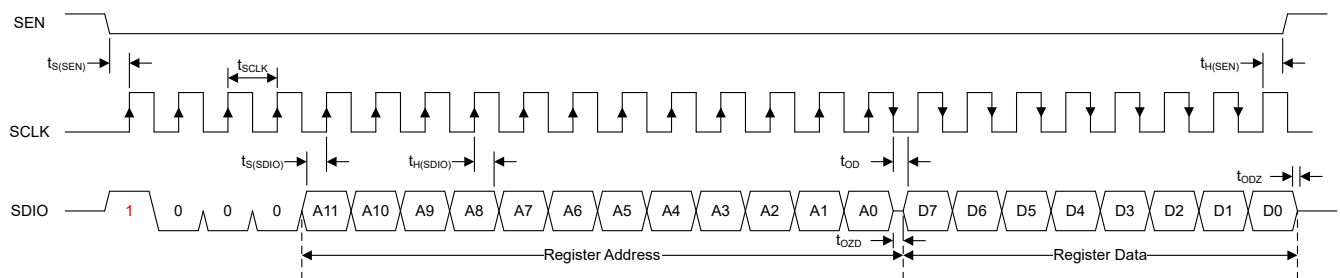 SEN
tS(SEN)
tSCLK
tH(SEN)
SCLK
tS(SDIO)
tH(SDIO)
tOD
tODZ
SDIO
1 0 0 0 A11 A10 A9 A8 A7 A6 A5 A4 A3 A2 A1 A0 D7 D6 D5 D4 D3 D2 D1 D0
tOZD
Register Address Register Data